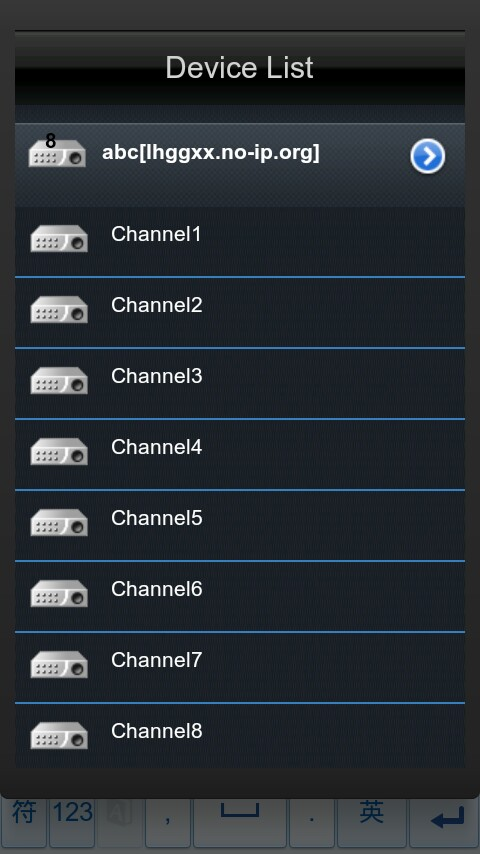 Device List
8
abc[lhggxx.no-ip.org]
Channel1
Channel2
Channel3
Channel4
Channel5
Channel6
Channel7
Channel8
符 123 , . 英